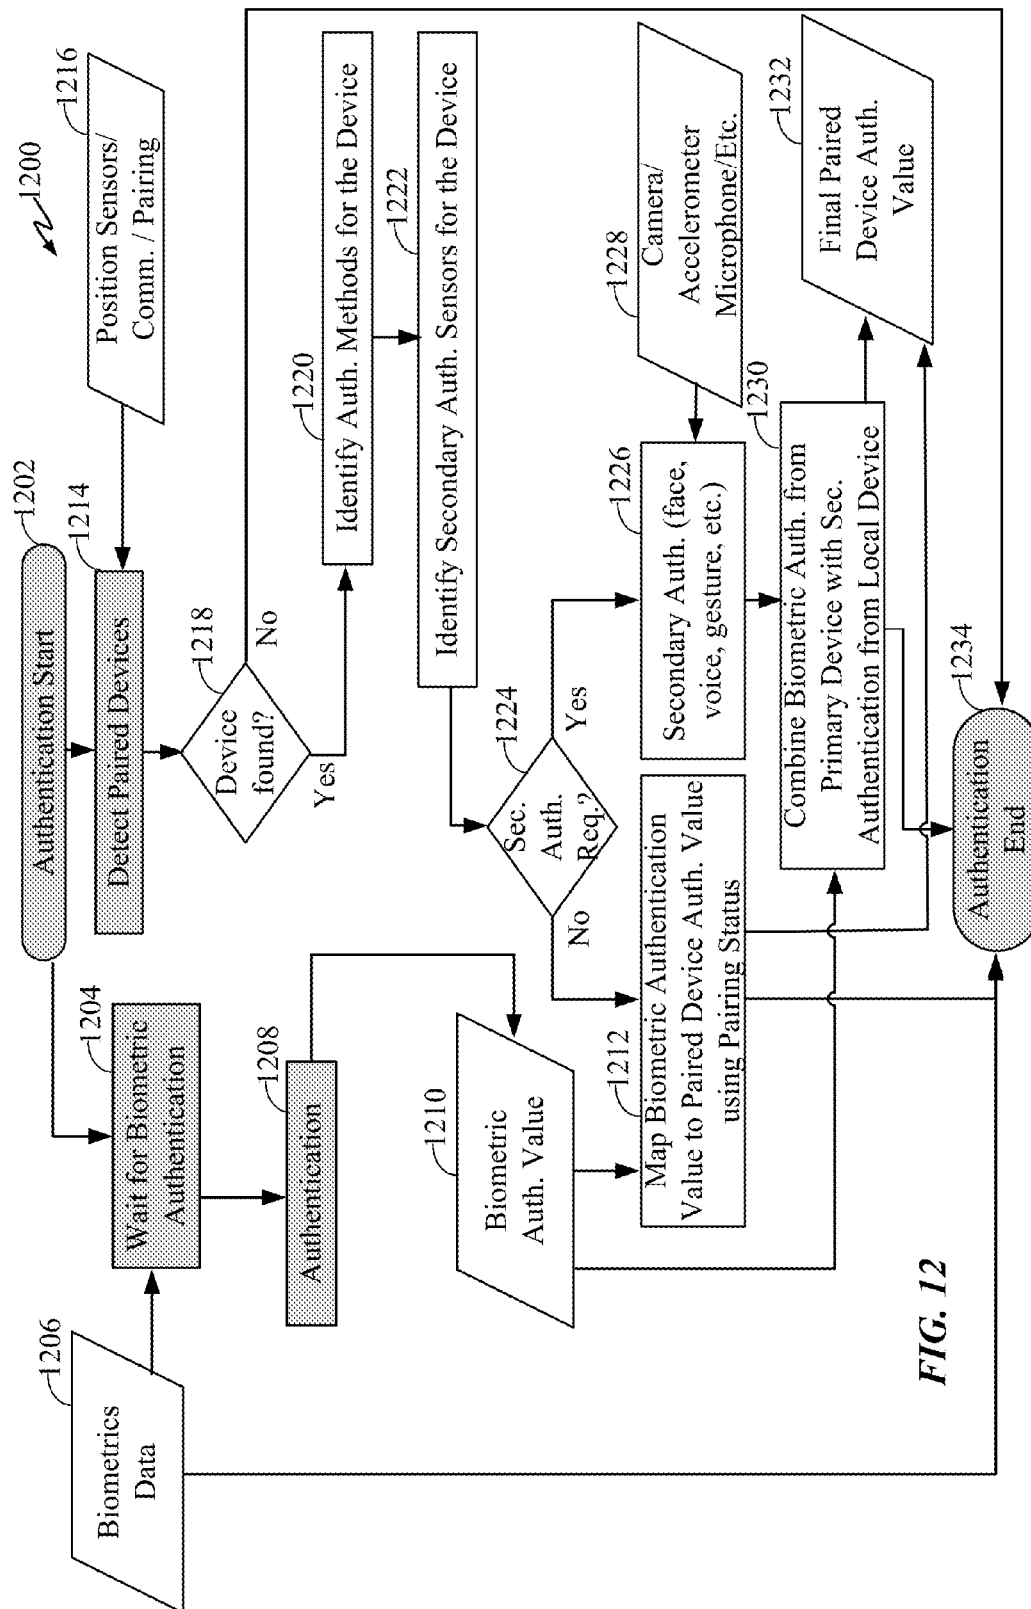 1200
1202
Authentication Start
1206
Biometrics
Data
1204
Wait for Biometric
Authentication
1208
Authentication
1214
Detect Paired Devices
1216
Position Sensors/
Comm. / Pairing
1218
Device
found?
No
Yes
1220
Identify Auth. Methods for the Device
1222
Identify Secondary Auth. Sensors for the Device
1210
Biometric
Auth. Value
1224
Sec.
Auth.
Req.?
No
Yes
1212
Map Biometric Authentication
Value to Paired Device Auth. Value
using Pairing Status
1226
Secondary Auth. (face,
voice, gesture, etc.)
1228
Camera/
Accelerometer
Microphone/Etc.
1230
Combine Biometric Auth. from
Primary Device with Sec.
Authentication from Local Device
1232
Final Paired
Device Auth.
Value
1234
Authentication
End
FIG. 12